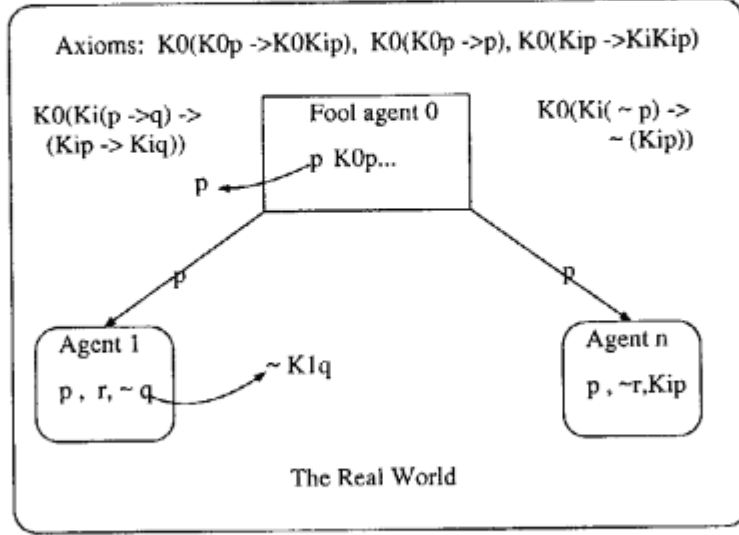 Axioms: K0(K0p ->K0Kip), K0(K0p ->p), K0(Kip ->KiKip)
K0(Ki(p ->q) ->
(Kip -> Kiq))
Fool agent 0
p K0p...
K0(Ki( ~ p) ->
~ (Kip))
p
p
p
Agent 1
p , r, ~ q
~ K1q
Agent n
p , ~r,Kip
The Real World